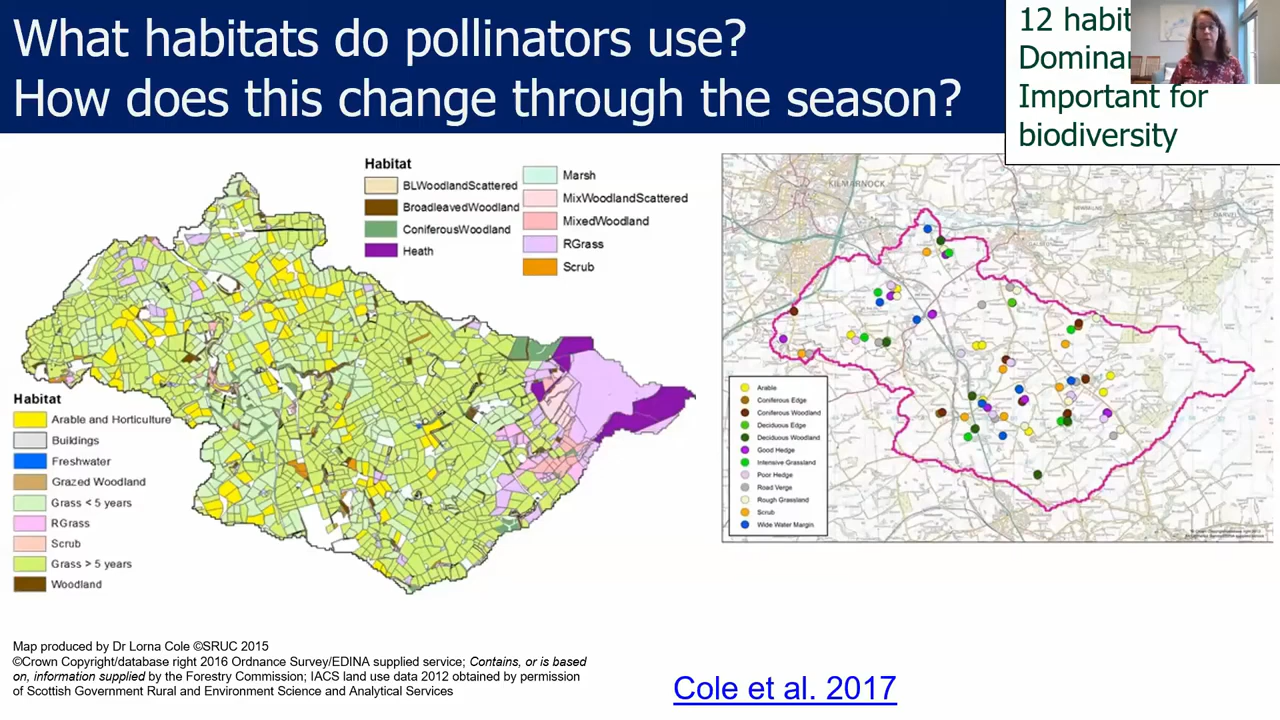 What habitats do pollinators use?
How does this change through the season?
12 habit
Domina
Important for
biodiversity
Habitat
BLWoodlandScattered
BroadleavedWoodland
ConiferousWoodland
Heath
Marsh
MixWoodlandScattered
MixedWoodland
RGrass
Scrub
Habitat
Arable and Horticulture
Buildings
Freshwater
Grazed Woodland
Grass < 5 years
RGrass
Scrub
Grass > 5 years
Woodland
KILMARNOCK
Arable
Coniferous Edge
Coniferous Woodland
Deciduous Edge
Deciduous Woodland
Good Hedge
Intensive Grassland
Poor Hedge
Road Verge
Rough Grassland
Scrub
Wide Water Margin
Map produced by Dr Lorna Cole ©SRUC 2015
©Crown Copyright/database right 2016 Ordnance Survey/EDINA supplied service; Contains, or is based
on, information supplied by the Forestry Commission; IACS land use data 2012 obtained by permission
of Scottish Government Rural and Environment Science and Analytical Services
Cole et al. 2017